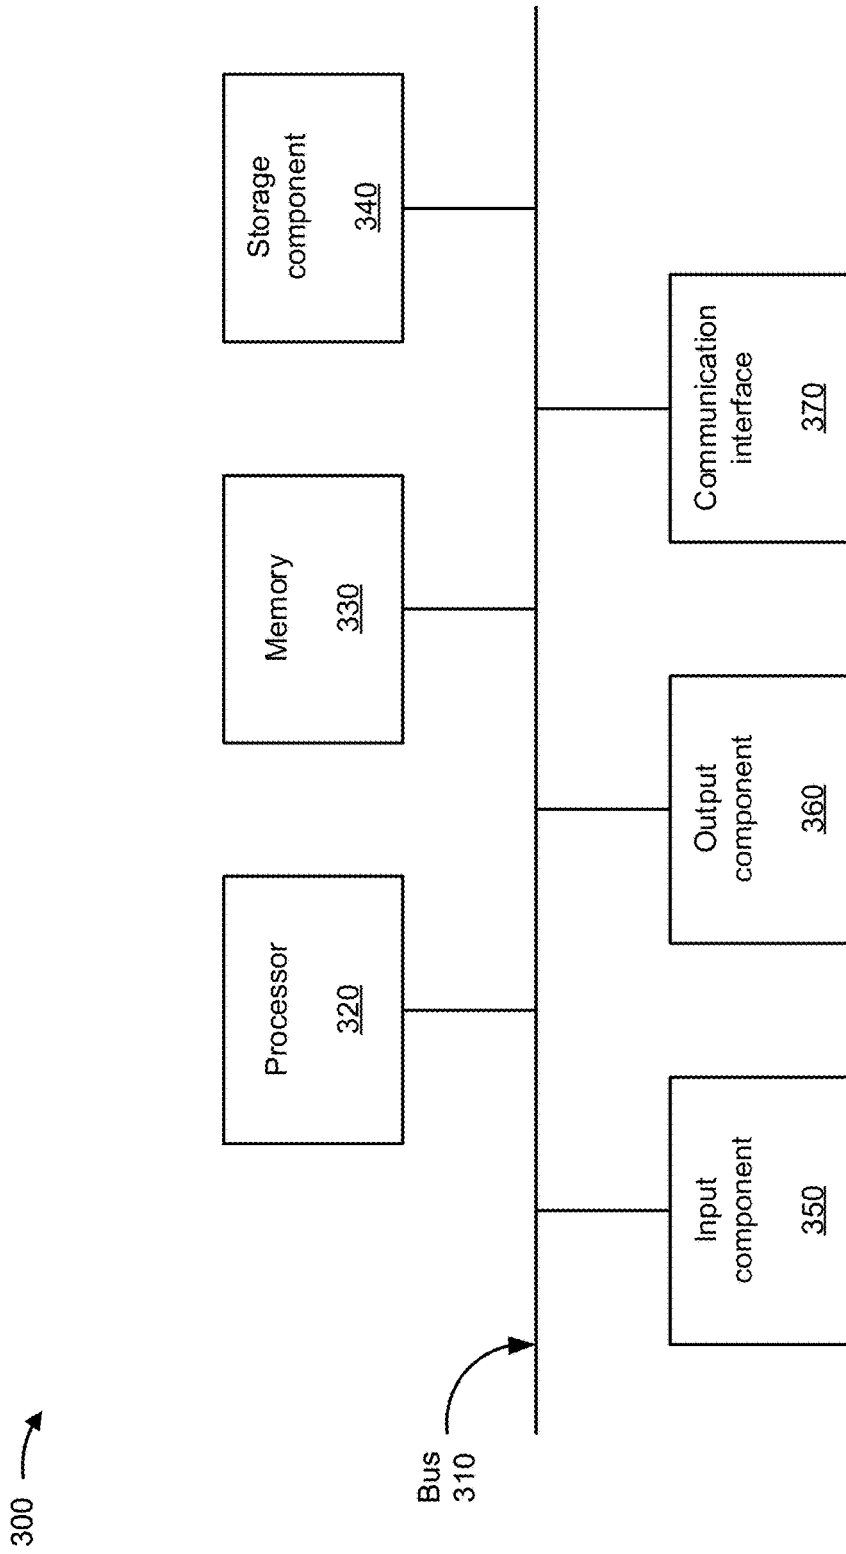 300
Bus
310
Processor
320
Memory
330
Storage
component
340
Input
component
350
Output
component
360
Communication
interface
370